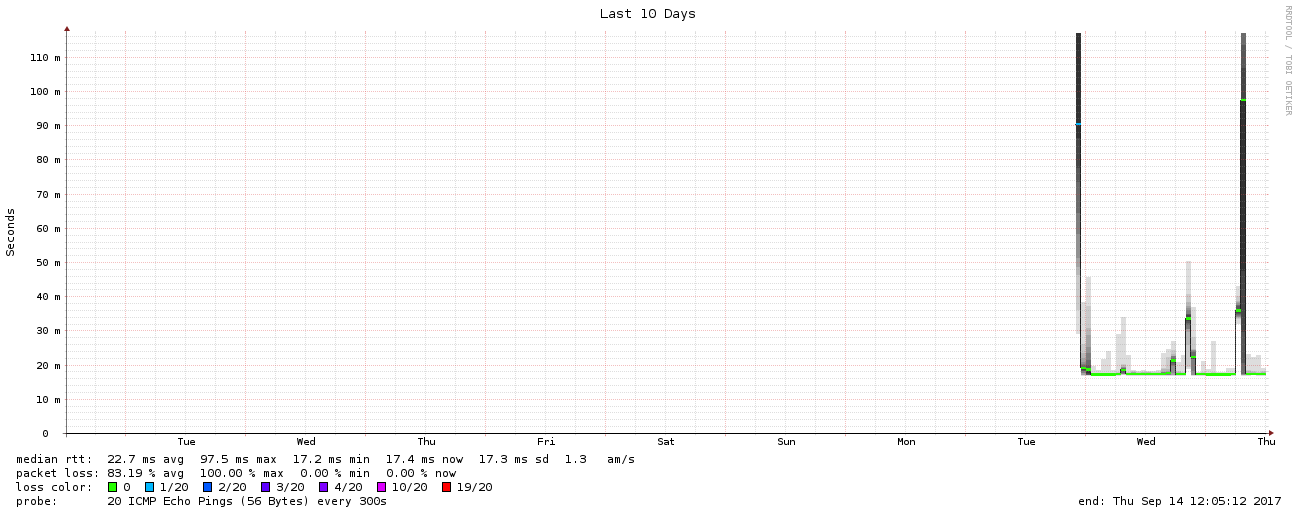 Last 10 Days
RRDTOOL / TOBI OETIKER
Seconds
110 m
100 m
90 m
80 m
70 m
60 m
50 m
40 m
30 m
20 m
10 m
0
Tue Wed Thu Fri Sat Sun Mon Tue Wed Thu
median rtt: 22.7 ms avg 97.5 ms max 17.2 ms min 17.4 ms now 17.3 ms sd 1.3 am/s
packet loss: 83.19 % avg 100.00 % max 0.00 % min 0.00 % now
loss color: 0 1/20 2/20 3/20 4/20 10/20 19/20
probe: 20 ICMP Echo Pings (56 Bytes) every 300s end: Thu Sep 14 12:05:12 2017